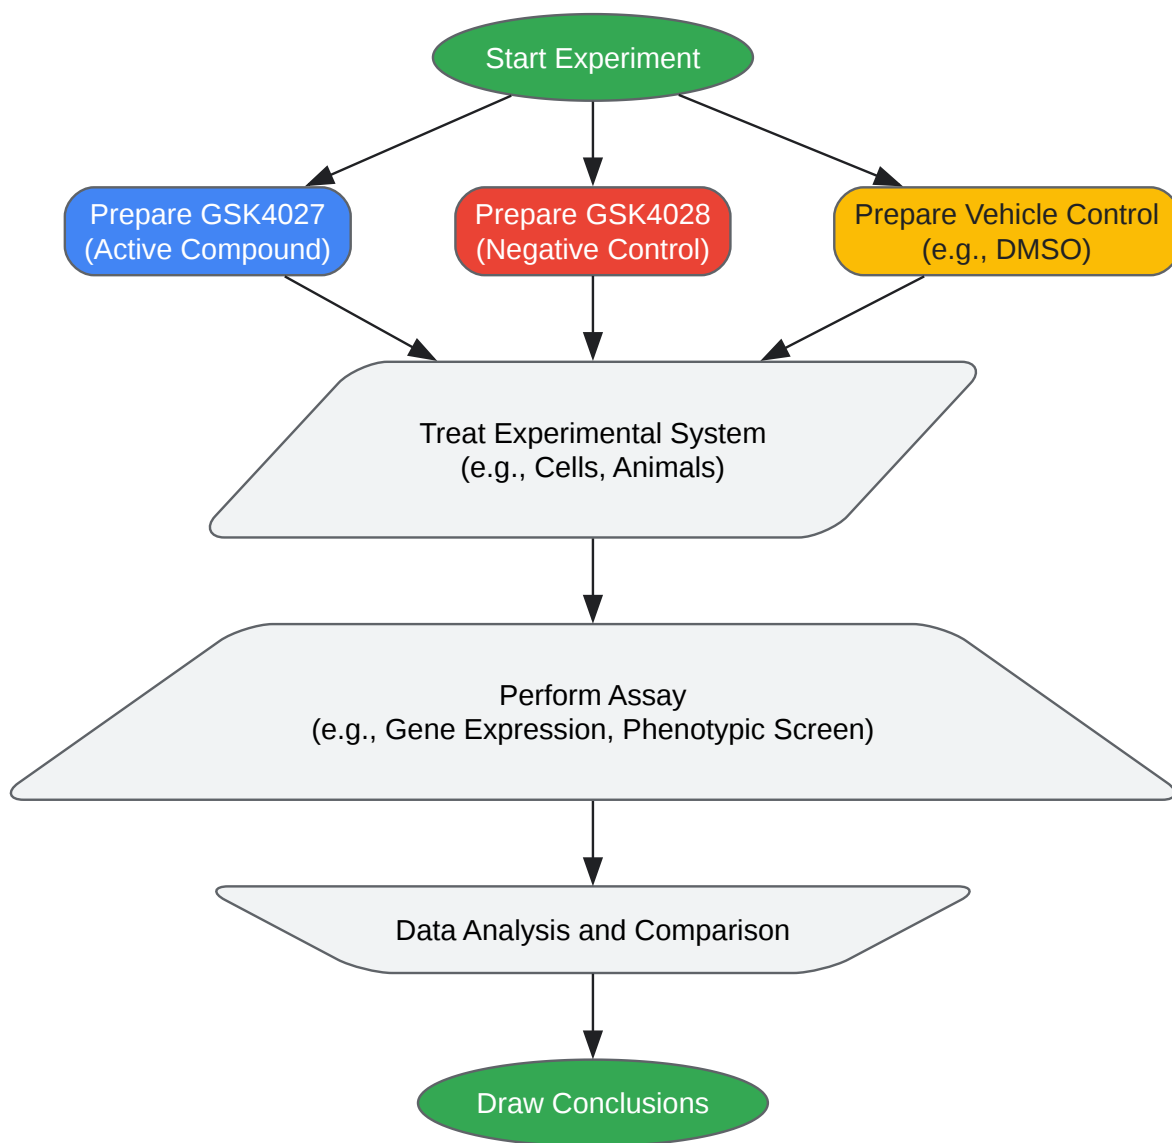 Start Experiment
Prepare GSK4027
(Active Compound)
Prepare GSK4028
(Negative Control)
Prepare Vehicle Control
(e.g., DMSO)
Treat Experimental System
(e.g., Cells, Animals)
Perform Assay
(e.g., Gene Expression, Phenotypic Screen)
Data Analysis and Comparison
Draw Conclusions